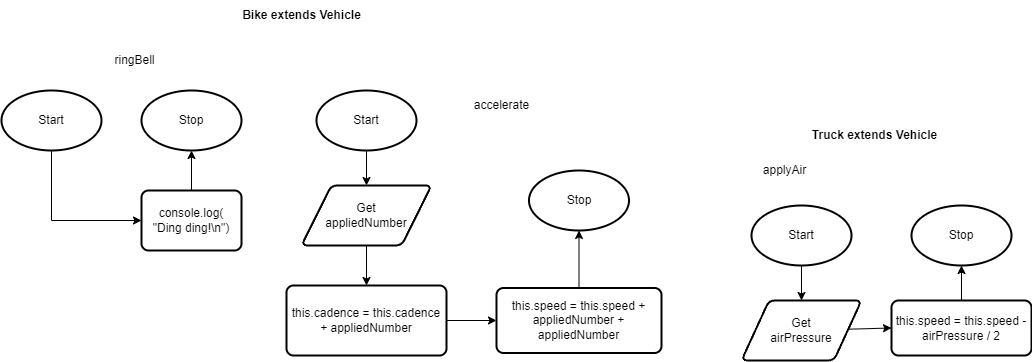 Bike extends Vehicle
ringBell
Start
Stop
console.log(
"Ding ding!\n")
accelerate
Start
Get
appliedNumber
this.cadence = this.cadence
+ appliedNumber
this.speed = this.speed +
appliedNumber +
appliedNumber
Stop
Truck extends Vehicle
applyAir
Start
Get
airPressure
this.speed = this.speed -
airPressure / 2
Stop